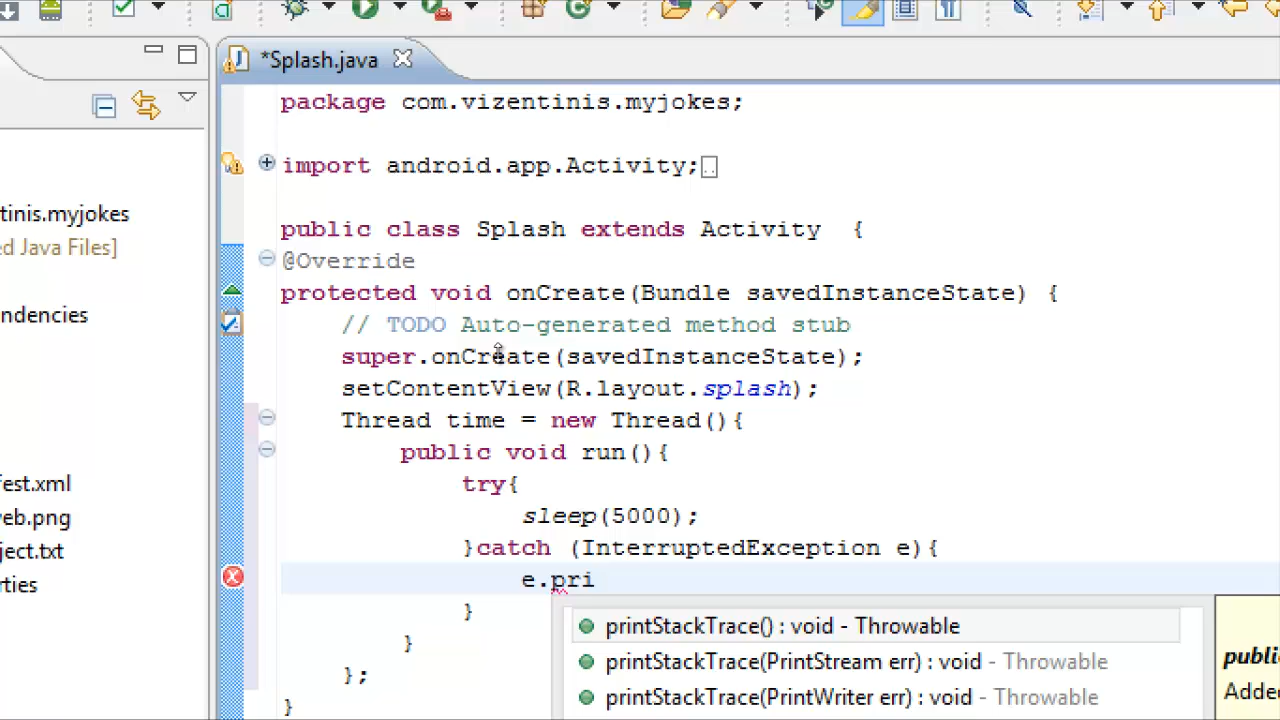 *Splash.java
package com.vizentinis.myjokes;
import android.app.Activity;
tinis.myjokes
public class Splash extends Activity {
ed Java Files]
@Override
protected void onCreate(Bundle savedInstanceState) {
ndencies
// TODO Auto-generated method stub
super.onCreate(savedInstanceState);
setContentView(R.layout.splash);
Thread time = new Thread(){
public void run(){
fest.xml
try{
veb.png
sleep(5000);
ject.txt
}catch (InterruptedException e){
rties
e.pri
}
printStackTrace() : void - Throwable
}
printStackTrace(PrintStream err) : void - Throwable
publi
};
printStackTrace(PrintWriter err) : void - Throwable
Adde
}